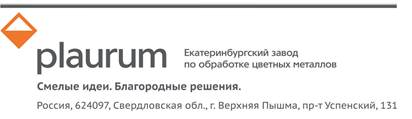 plaurum
Екатеринбургский завод
по обработке цветных металлов
Смелые идеи. Благородные решения.
Россия, 624097, Свердловская обл., г. Верхняя Пышма, пр-т Успенский, 131